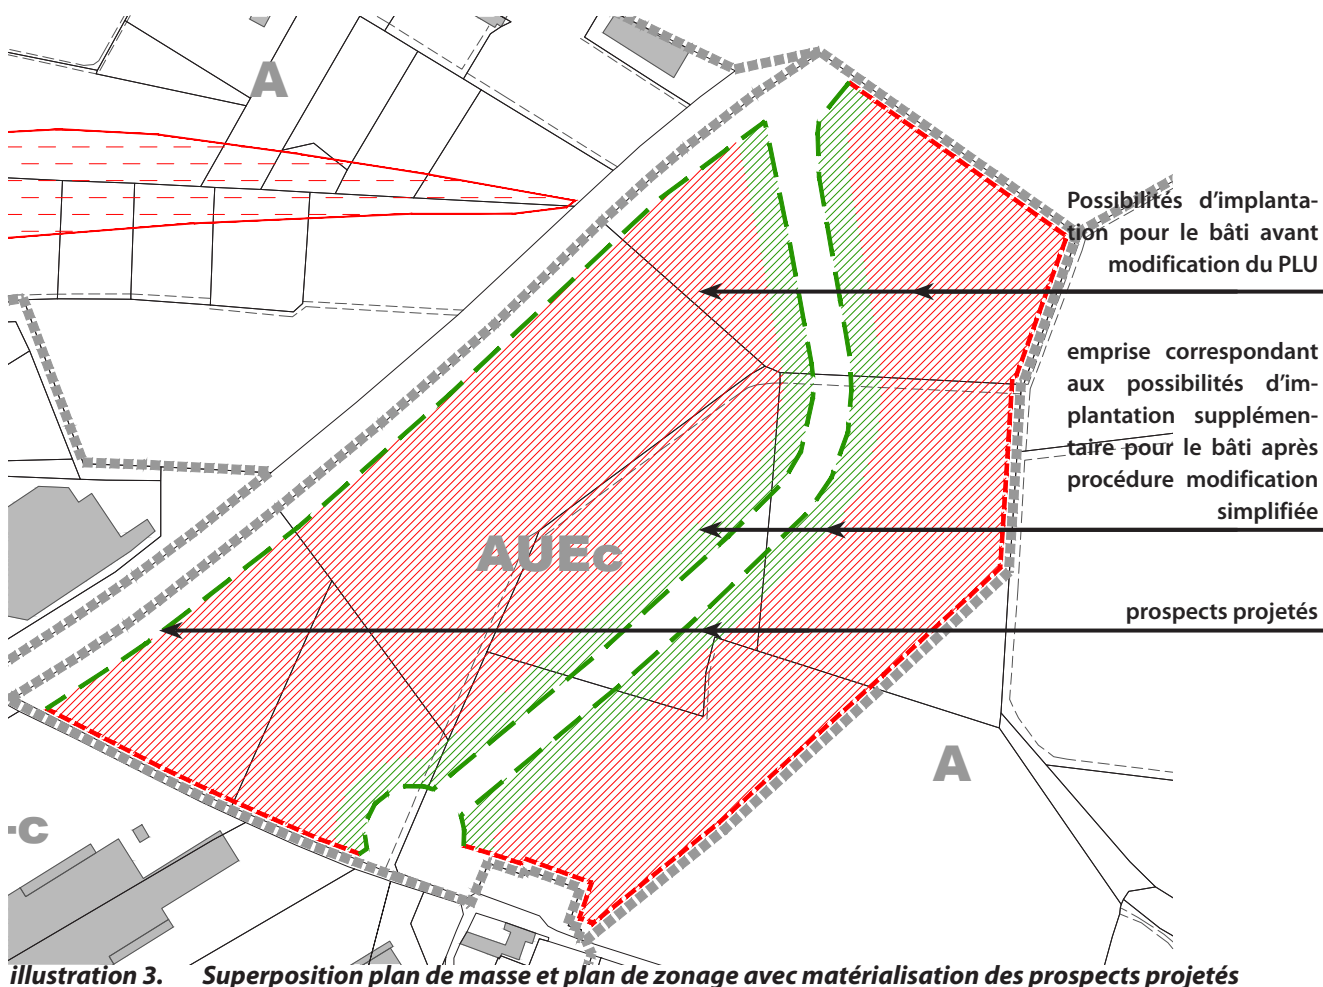 A
Possibilités d'implanta-
tion pour le bâti avant
modification du PLU
emprise correspondant
aux possibilités d'im-
plantation supplémen-
taire pour le bâti après
procédure modification
simplifiée
AUEc
prospects projetés
A
-c
illustration 3. Superposition plan de masse et plan de zonage avec matérialisation des prospects projetés